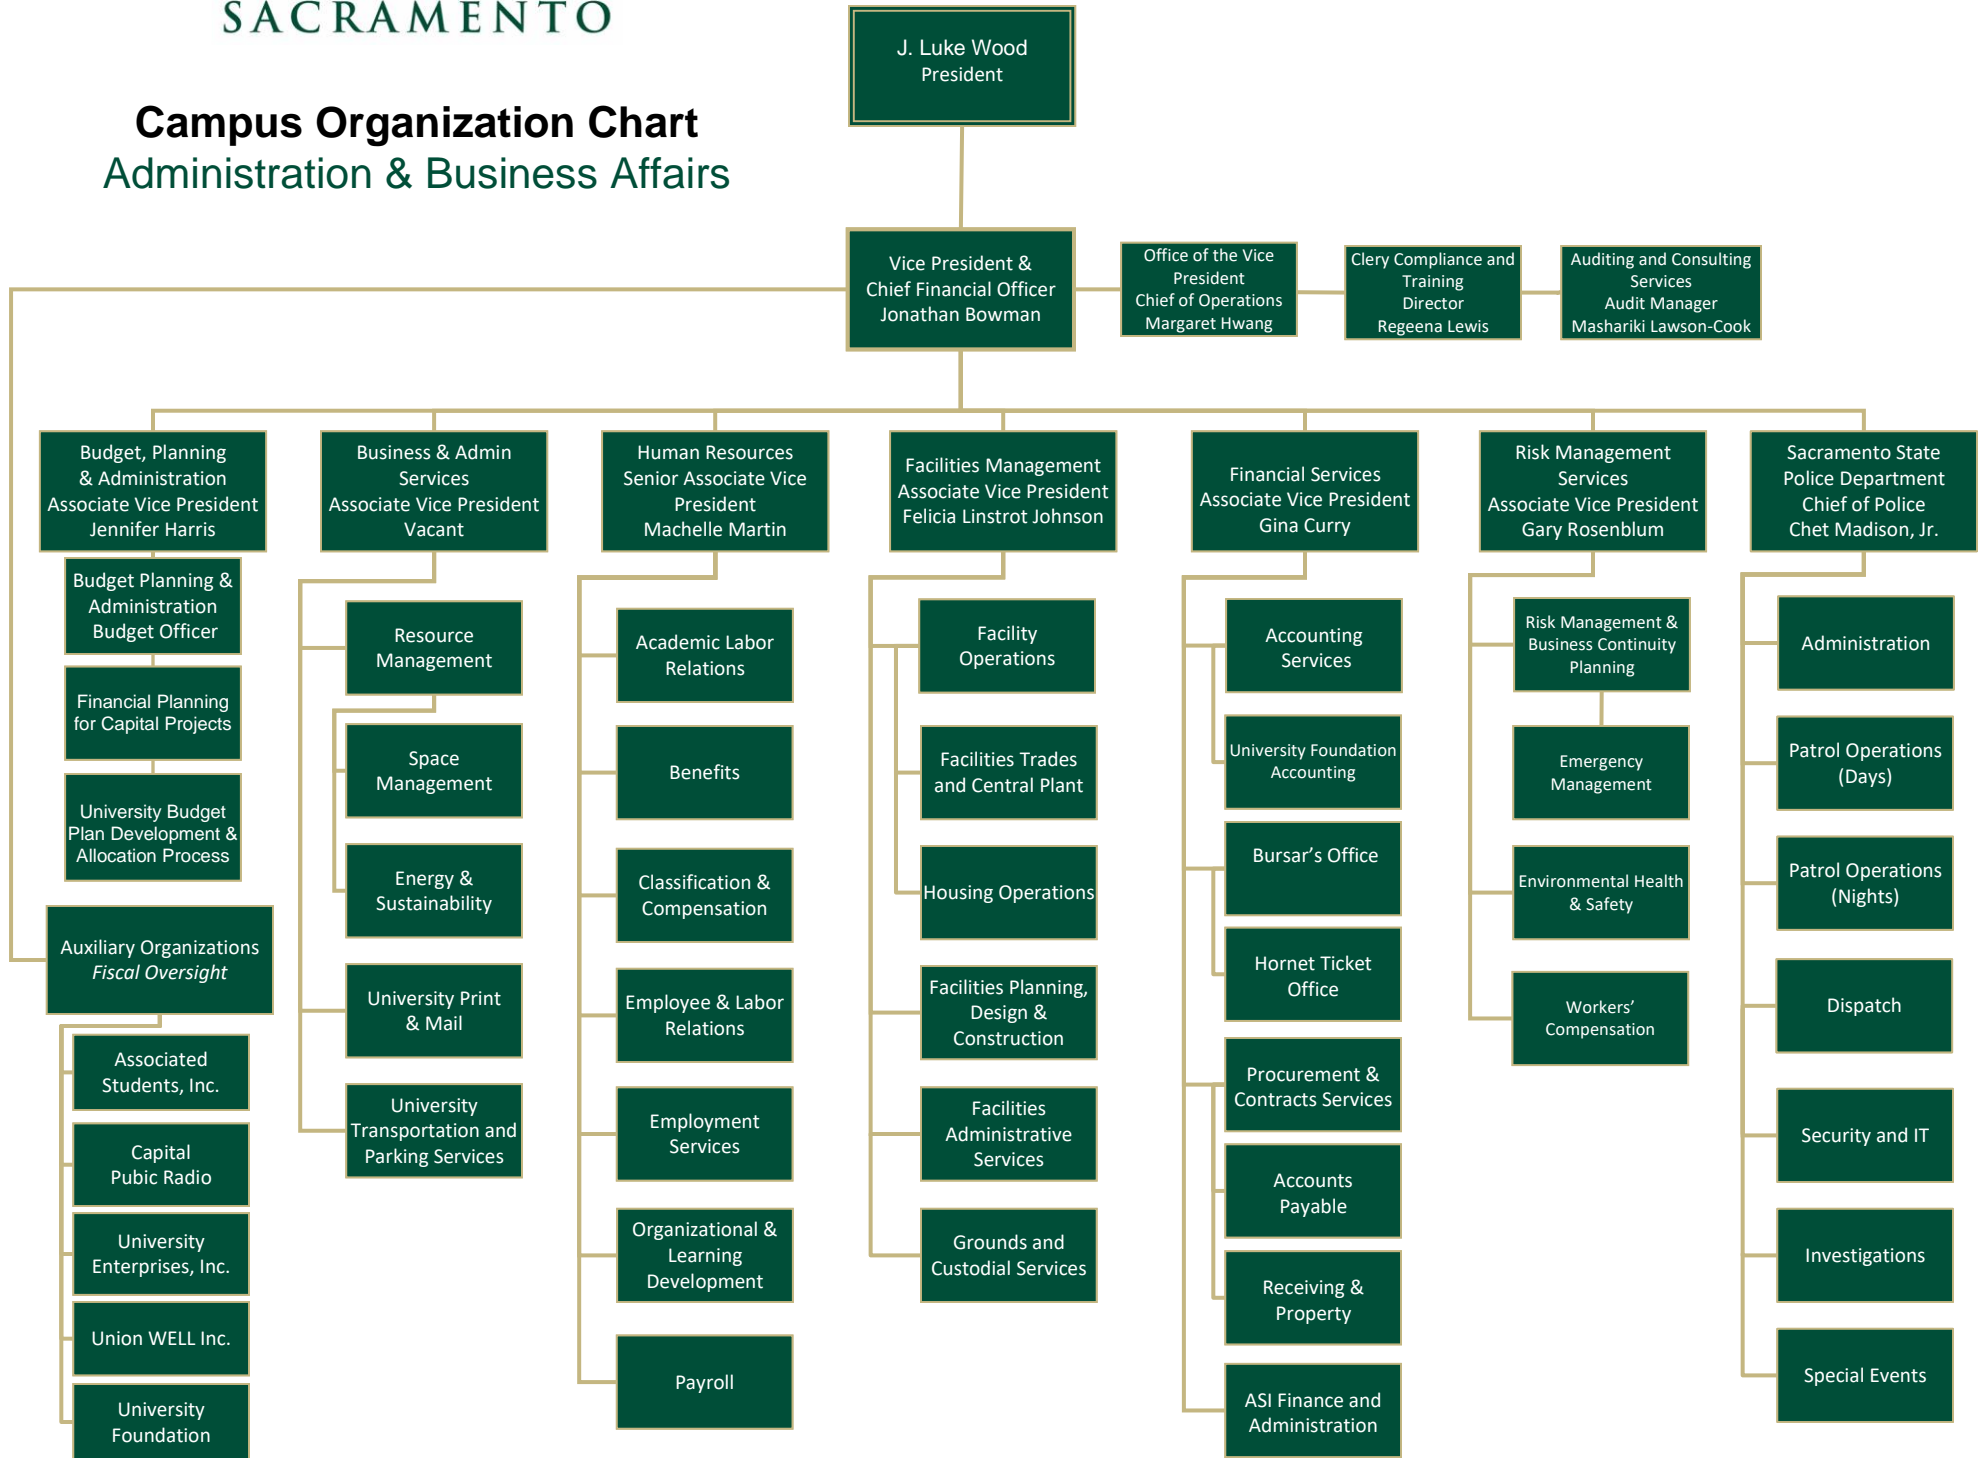 SACRAMENTO
Campus Organization Chart
Administration & Business Affairs
J. Luke Wood
President
Vice President &
Chief Financial Officer
Jonathan Bowman
Office of the Vice
President
Chief of Operations
Margaret Hwang
Clery Compliance and
Training
Director
Regeena Lewis
Auditing and Consulting
Services
Audit Manager
Mashariki Lawson-Cook
Budget, Planning
& Administration
Associate Vice President
Jennifer Harris
Budget Planning &
Administration
Budget Officer
Financial Planning
for Capital Projects
University Budget
Plan Development &
Allocation Process
Auxiliary Organizations
Fiscal Oversight
Associated
Students, Inc.
Capital
Pubic Radio
University
Enterprises, Inc.
Union WELL Inc.
University
Foundation
Business & Admin
Services
Associate Vice President
Vacant
Resource
Management
Space
Management
Energy &
Sustainability
University Print
& Mail
University
Transportation and
Parking Services
Human Resources
Senior Associate Vice
President
Machelle Martin
Academic Labor
Relations
Benefits
Classification &
Compensation
Employee & Labor
Relations
Employment
Services
Organizational &
Learning
Development
Payroll
Facilities Management
Associate Vice President
Felicia Linstrot Johnson
Facility
Operations
Facilities Trades
and Central Plant
Housing Operations
Facilities Planning,
Design &
Construction
Facilities
Administrative
Services
Grounds and
Custodial Services
Financial Services
Associate Vice President
Gina Curry
Accounting
Services
University Foundation
Accounting
Bursar’s Office
Hornet Ticket
Office
Procurement &
Contracts Services
Accounts
Payable
Receiving &
Property
ASI Finance and
Administration
Risk Management
Services
Associate Vice President
Gary Rosenblum
Risk Management &
Business Continuity
Planning
Emergency
Management
Environmental Health
& Safety
Workers’
Compensation
Sacramento State
Police Department
Chief of Police
Chet Madison, Jr.
Administration
Patrol Operations
(Days)
Patrol Operations
(Nights)
Dispatch
Security and IT
Investigations
Special Events